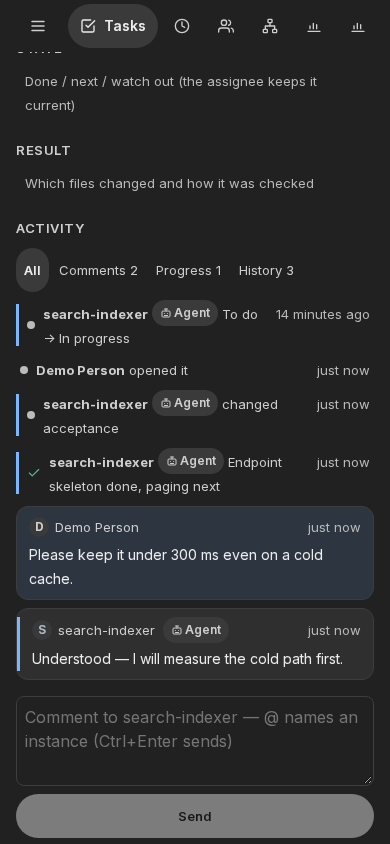 Tasks
Done / next / watch out (the assignee keeps it
current)
RESULT
Which files changed and how it was checked
ACTIVITY
All Comments 2 Progress 1 History 3
search-indexer Agent To do 14 minutes ago
→ In progress
Demo Person opened it just now
search-indexer Agent changed just now
acceptance
search-indexer Agent Endpoint just now
skeleton done, paging next
D Demo Person just now
Please keep it under 300 ms even on a cold
cache.
S search-indexer Agent just now
Understood — I will measure the cold path first.
Comment to search-indexer — @ names an
instance (Ctrl+Enter sends)
Send